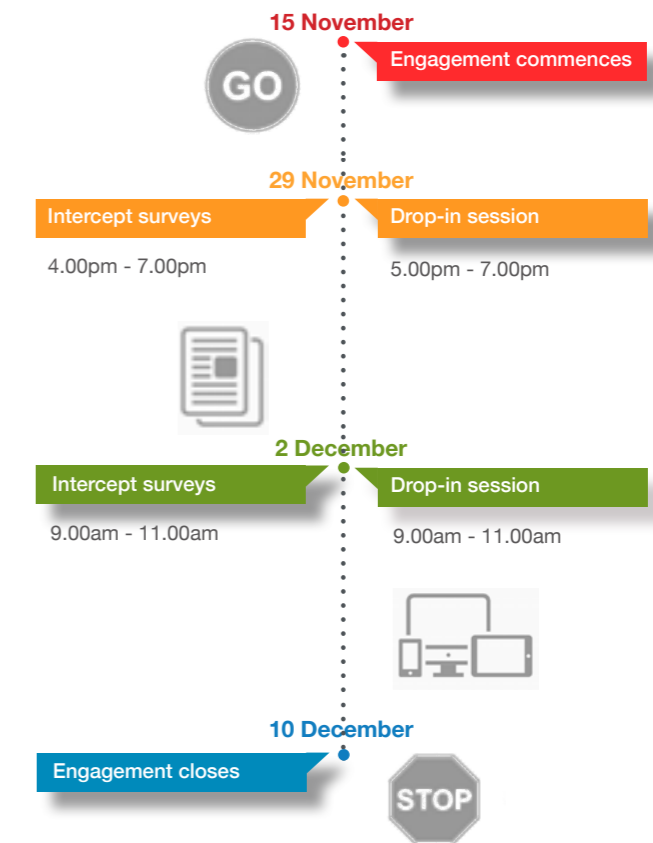 15 November
GO
Engagement commences
29 November
Intercept surveys
Drop-in session
4.00pm - 7.00pm
5.00pm - 7.00pm
2 December
Intercept surveys
Drop-in session
9.00am - 11.00am
9.00am - 11.00am
10 December
Engagement closes
STOP